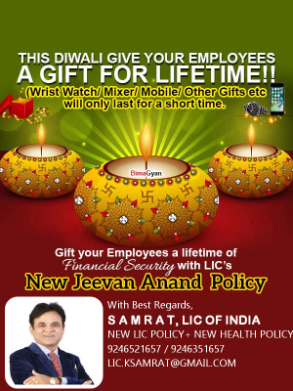 THIS DIWALI GIVE YOUR EMPLOYEES
A GIFT FOR LIFETIME!!
(Wrist Watch/ Mixer/ Mobile/ Other Gifts etc
will only last for a short time.
BimaGyan
Gift your Employees a lifetime of
Financial Security with LIC's
New Jeevan Anand Policy
With Best Regards,
S A M R A T, LIC OF INDIA
NEW LIC POLICY+ NEW HEALTH POLICY
9246521657 / 9246351657
LIC.KSAMRAT@GMAIL.COM